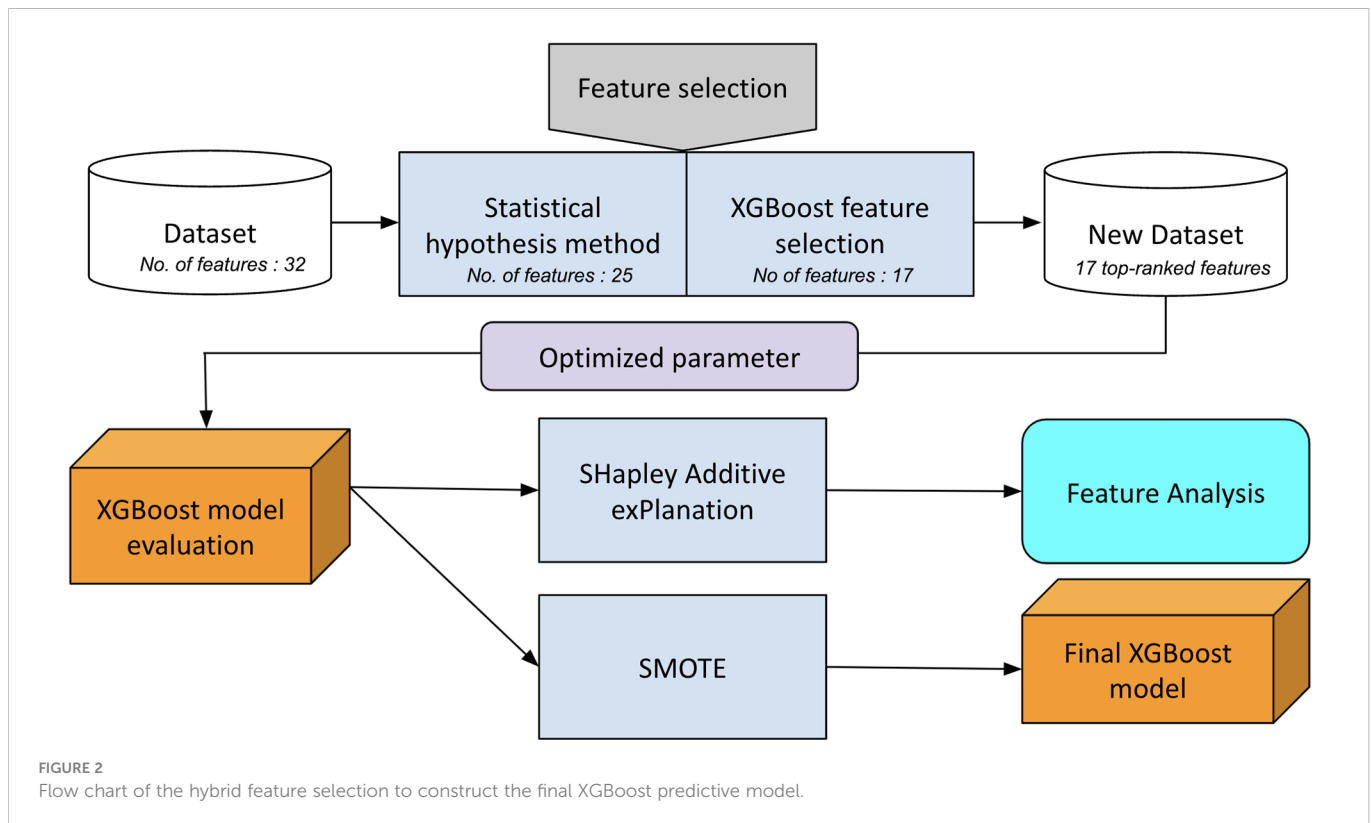 Feature selection
Dataset
No. of features : 32
Statistical
hypothesis method
No. of features : 25
XGBoost feature
selection
No of features : 17
New Dataset
17 top-ranked features
Optimized parameter
XGBoost model
evaluation
SHapley Additive
exPlanation
Feature Analysis
SMOTE
Final XGBoost
model
FIGURE 2
Flow chart of the hybrid feature selection to construct the final XGBoost predictive model.